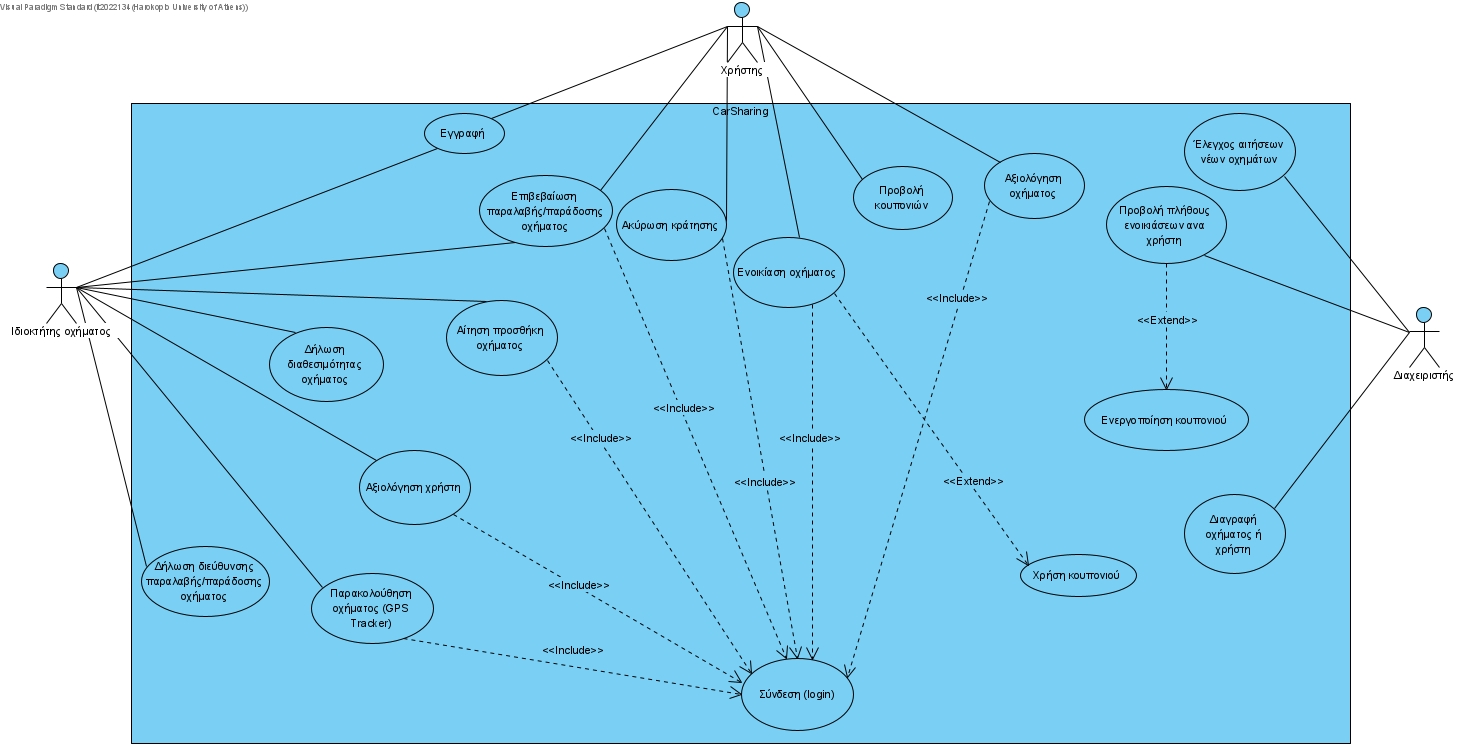 Visual Paradigm Standard (it2022134 (Harokopio University of Athens))
Χρήστης
CarSharing
Εγγραφή
Έλεγχος αιτήσεων
νέων οχημάτων
Επιβεβαίωση
παραλαβής/παράδοσης
οχήματος
Ακύρωση κράτησης
Προβολή
κουπονιών
Αξιολόγηση
οχήματος
Προβολή πλήθους
ενοικιάσεων ανα
χρήστη
Ενοικίαση οχήματος
<<Include>>
<<Extend>>
Ιδιοκτήτης οχήματος
Αίτηση προσθήκη
οχήματος
Δήλωση
διαθεσιμότητας
οχήματος
Διαχειριστής
<<Include>>
<<Include>>
<<Include>>
Ενεργοποίηση κουπονιού
Αξιολόγηση χρήστη
<<Include>>
<<Extend>>
Διαγραφή
οχήματος ή
χρήστη
Δήλωση διεύθυνσης
παραλαβής/παράδοσης
οχήματος
Παρακολούθηση
οχήματος (GPS
Tracker)
<<Include>>
Χρήση κουπονιού
<<Include>>
Σύνδεση (login)